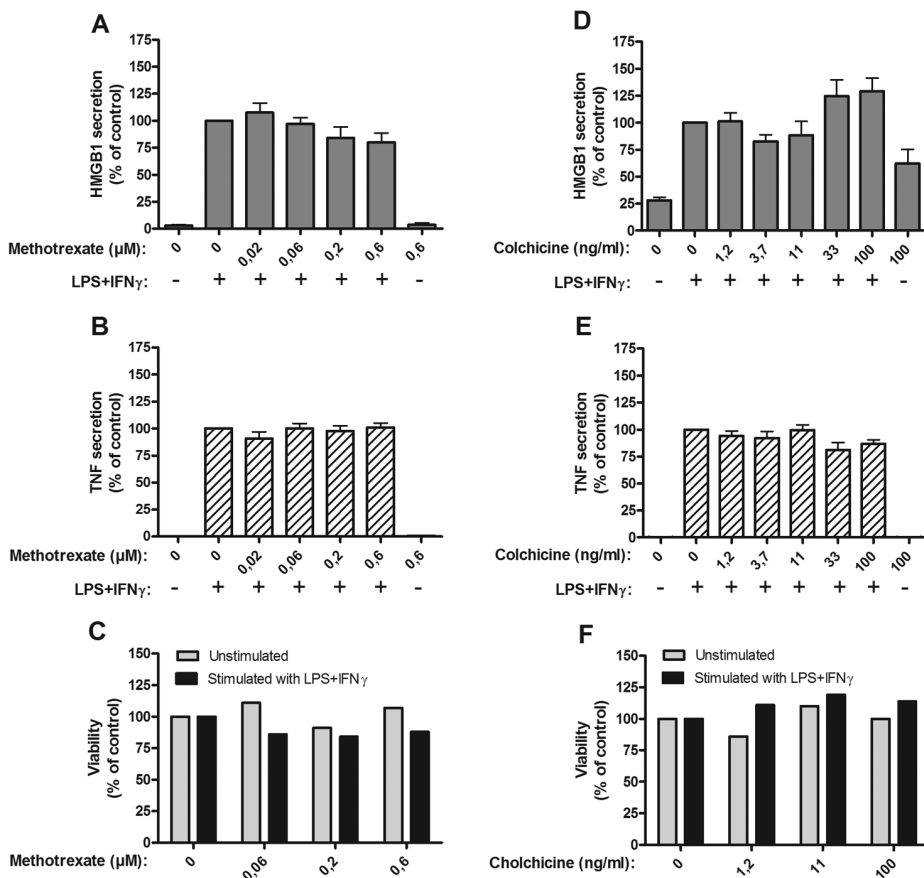 A
HMGB1 secretion
(% of control)
175
150
125
100
75
50
25
0
Methotrexate (µM):
0 0 0,02 0,06 0,2 0,6 0,6
LPS+IFNγ:
- + + + + + -
D
HMGB1 secretion
(% of control)
175
150
125
100
75
50
25
0
Colchicine (ng/ml):
0 0 1,2 3,7 11 33 100 100
LPS+IFNγ:
- + + + + + + -
B
TNF secretion
(% of control)
175
150
125
100
75
50
25
0
Methotrexate (µM):
0 0 0,02 0,06 0,2 0,6 0,6
LPS+IFNγ:
- + + + + + -
E
TNF secretion
(% of control)
175
150
125
100
75
50
25
0
Colchicine (ng/ml):
0 0 1,2 3,7 11 33 100 100
LPS+IFNγ:
- + + + + + + -
C
Unstimulated
Stimulated with LPS+IFNγ
Viability
(% of control)
150
125
100
75
50
25
0
Methotrexate (µM):
0 0,06 0,2 0,6
F
Unstimulated
Stimulated with LPS+IFNγ
Viability
(% of control)
150
125
100
75
50
25
0
Cholchicine (ng/ml):
0 1,2 11 100